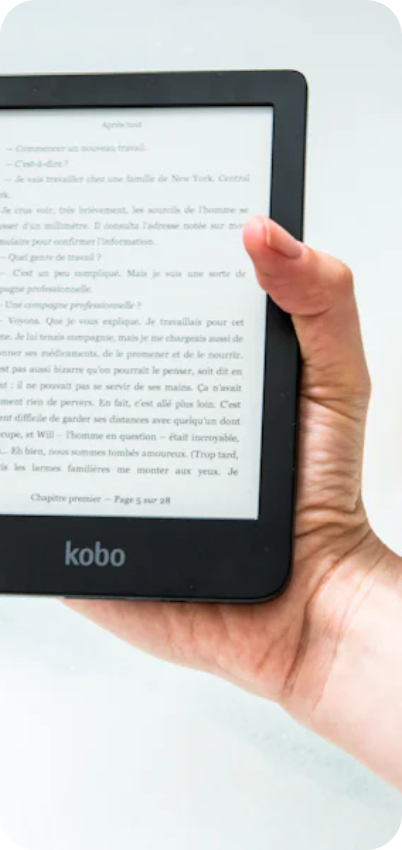 Après tout
— Commencer un nouveau travail.
— C'est-à-dire ?
— Je vais travailler chez une famille de New York. Central
rk.
Je crus voir, très brièvement, les sourcils de l'homme se
usser d'un millimètre. Il consulta l'adresse notée sur mon
mulaire pour confirmer l'information.
— Quel genre de travail ?
— C'est un peu compliqué. Mais je suis une sorte de
pagne professionnelle.
Une campagne professionnelle ?
— Voyons. Que je vous explique. Je travaillais pour cet
me. Je lui tenais compagnie, mais je me chargeais aussi de
onner ses médicaments, de le promener et de le nourrir.
est pas aussi bizarre qu'on pourrait le penser, soit dit en
nt : il ne pouvait pas se servir de ses mains. Ça n'avait
ment rien de pervers. En fait, c'est allé plus loin. C'est
ent difficile de garder ses distances avec quelqu'un dont
ccupe, et Will — l'homme en question — était incroyable,
... Eh bien, nous sommes tombés amoureux. (Trop tard,
is les larmes familières me monter aux yeux. Je
Chapitre premier — Page 5 sur 28
kobo